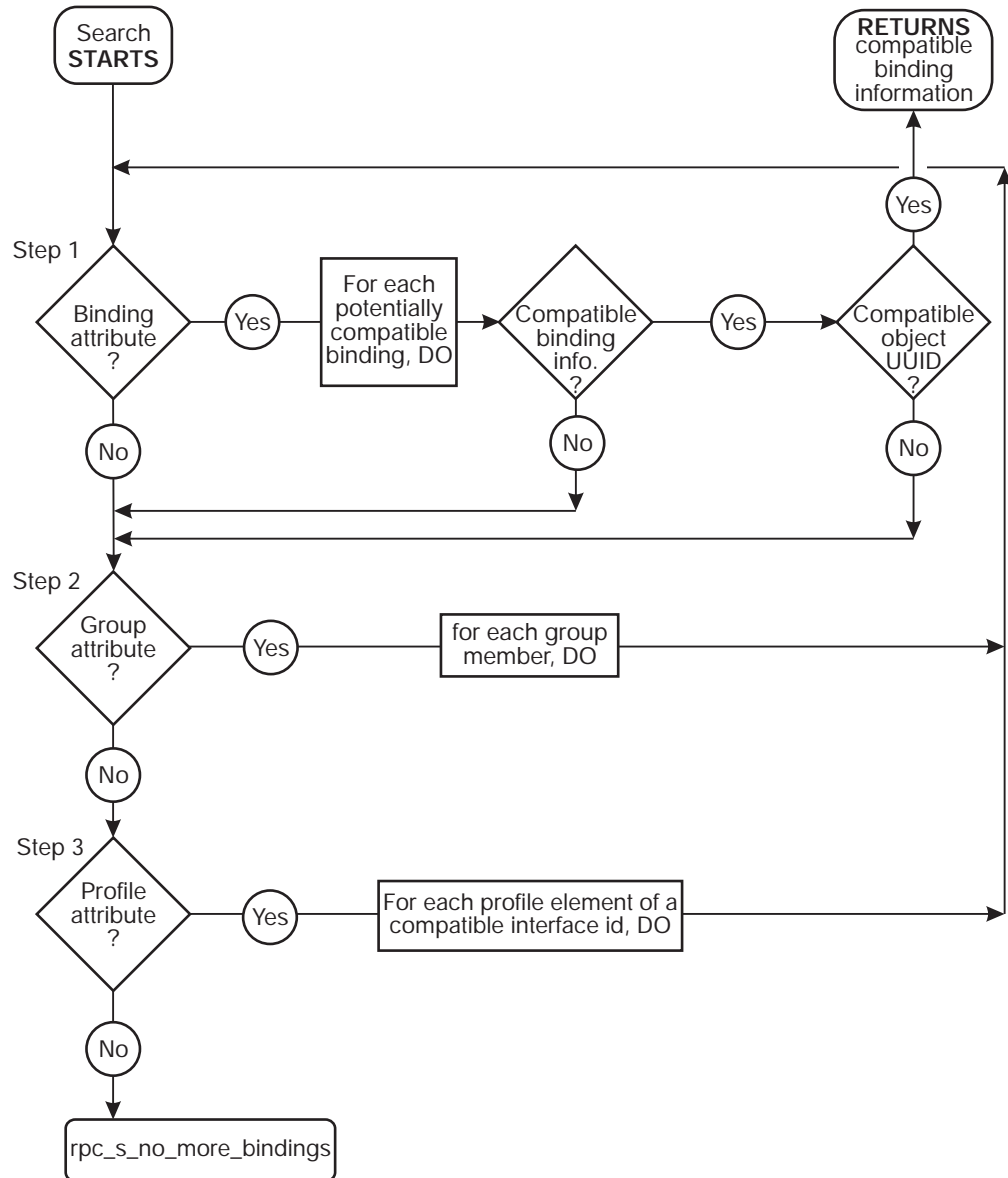 Search
STARTS
RETURNS
compatible
binding
information
Yes
Step 1
Binding
attribute
?
Yes
For each
potentially
compatible
binding, DO
Compatible
binding
info.
?
Yes
Compatible
object
UUID
?
No
No
No
Step 2
Group
attribute
?
Yes
for each group
member, DO
No
Step 3
Profile
attribute
?
Yes
For each profile element of a
compatible interface id, DO
No
rpc_s_no_more_bindings